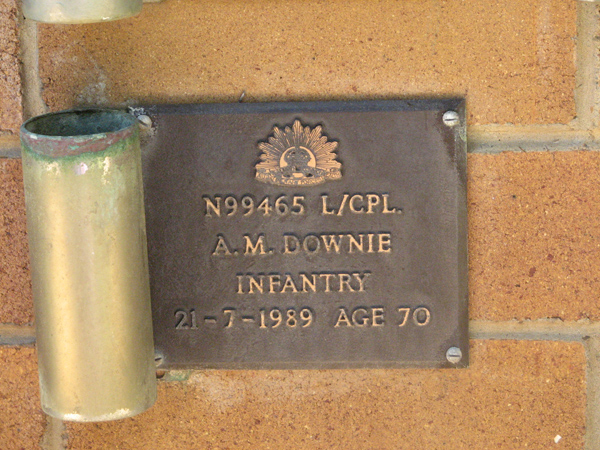 N99465 L/CPL.
A. M. DOWNIE
INFANTRY
21-7-1989 AGE 70